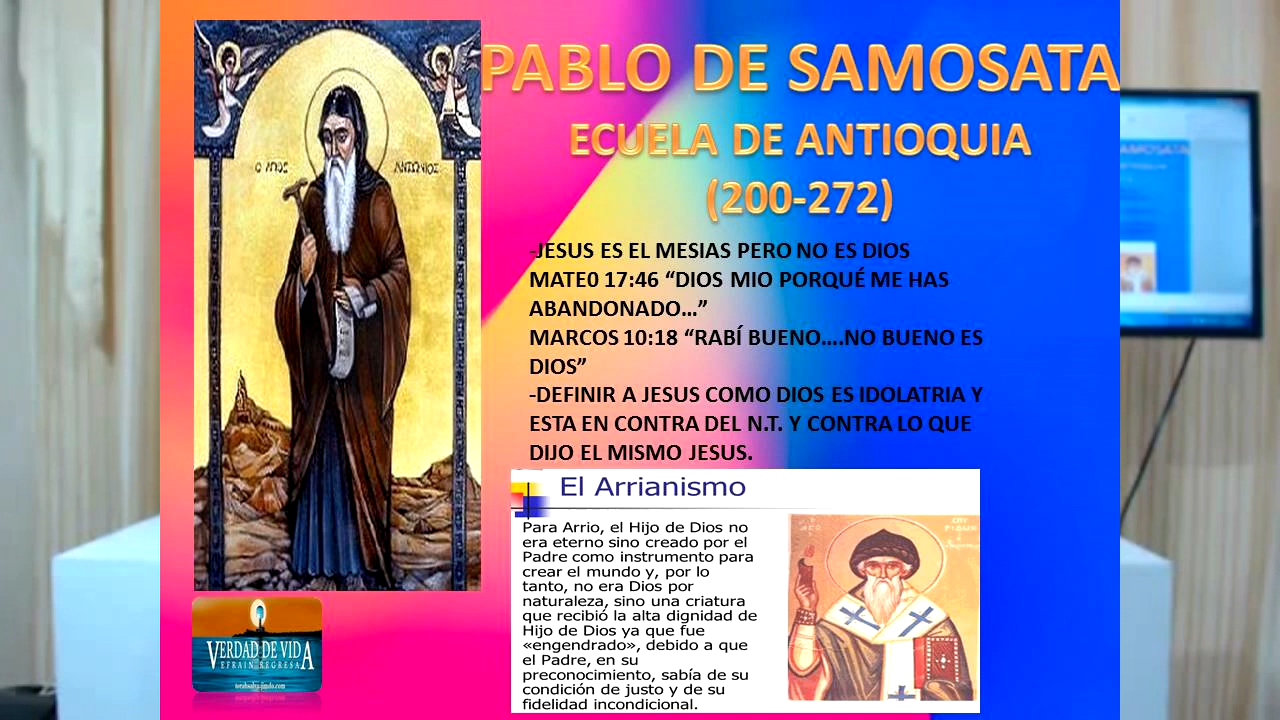 PABLO DE SAMOSATA
ECUELA DE ANTIOQUIA
(200-272)
Ο ΑΓΙΟΣ ΑΝΤΩΝΙΟΣ
-JESUS ES EL MESIAS PERO NO ES DIOS
MATE0 17:46 “DIOS MIO PORQUÉ ME HAS
ABANDONADO...”
MARCOS 10:18 “RABÍ BUENO....NO BUENO ES
DIOS”
-DEFINIR A JESUS COMO DIOS ES IDOLATRIA Y
ESTA EN CONTRA DEL N.T. Y CONTRA LO QUE
DIJO EL MISMO JESUS.
El Arrianismo
Para Arrio, el Hijo de Dios no
era eterno sino creado por el
Padre como instrumento para
crear el mundo y, por lo
tanto, no era Dios por
naturaleza, sino una criatura
que recibió la alta dignidad de
Hijo de Dios ya que fue
«engendrado», debido a que
el Padre, en su
preconocimiento, sabía de su
condición de justo y de su
fidelidad incondicional.
VERDAD DE VIDA
EFRAIN REGRESA
SAMOSATA